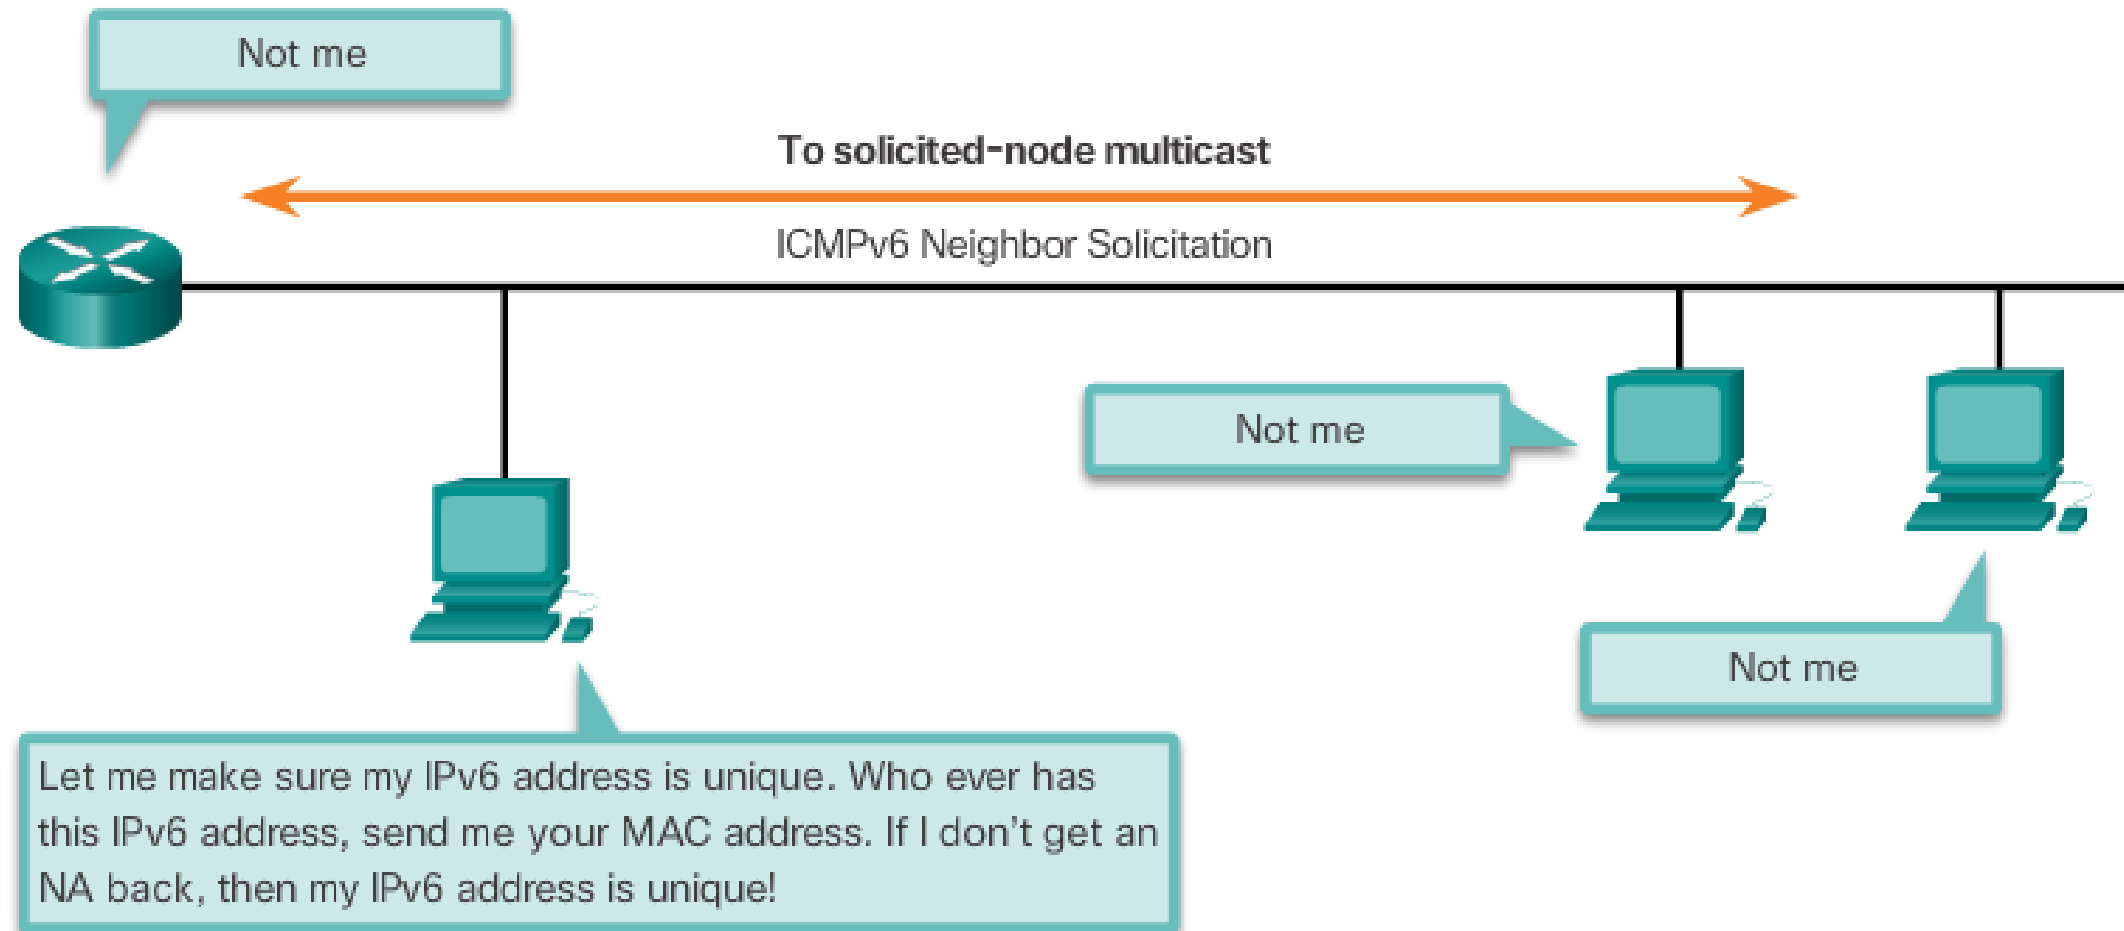 Not me
To solicited-node multicast
ICMPv6 Neighbor Solicitation
Not me
Not me
Let me make sure my IPv6 address is unique. Who ever has
this IPv6 address, send me your MAC address. If I don't get an
NA back, then my IPv6 address is unique!